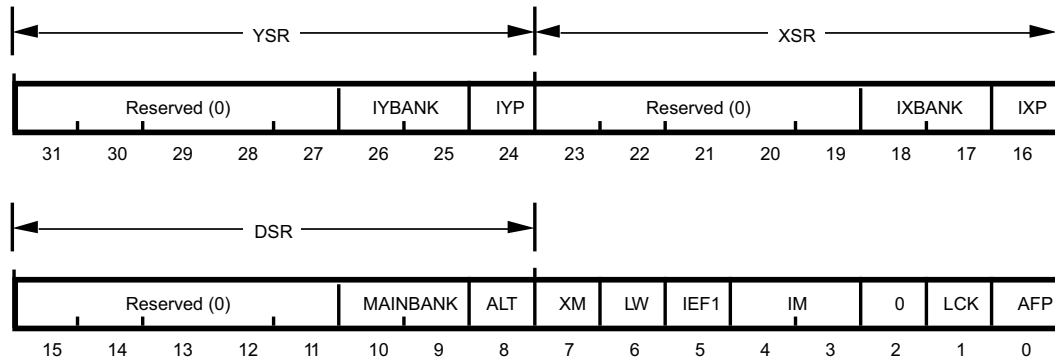 YSR XSR
Reserved (0) IYBANK IYP Reserved (0) IXBANK IXP
31 30 29 28 27 26 25 24 23 22 21 20 19 18 17 16
DSR
Reserved (0) MAINBANK ALT XM LW IEF1 IM 0 LCK AFP
15 14 13 12 11 10 9 8 7 6 5 4 3 2 1 0